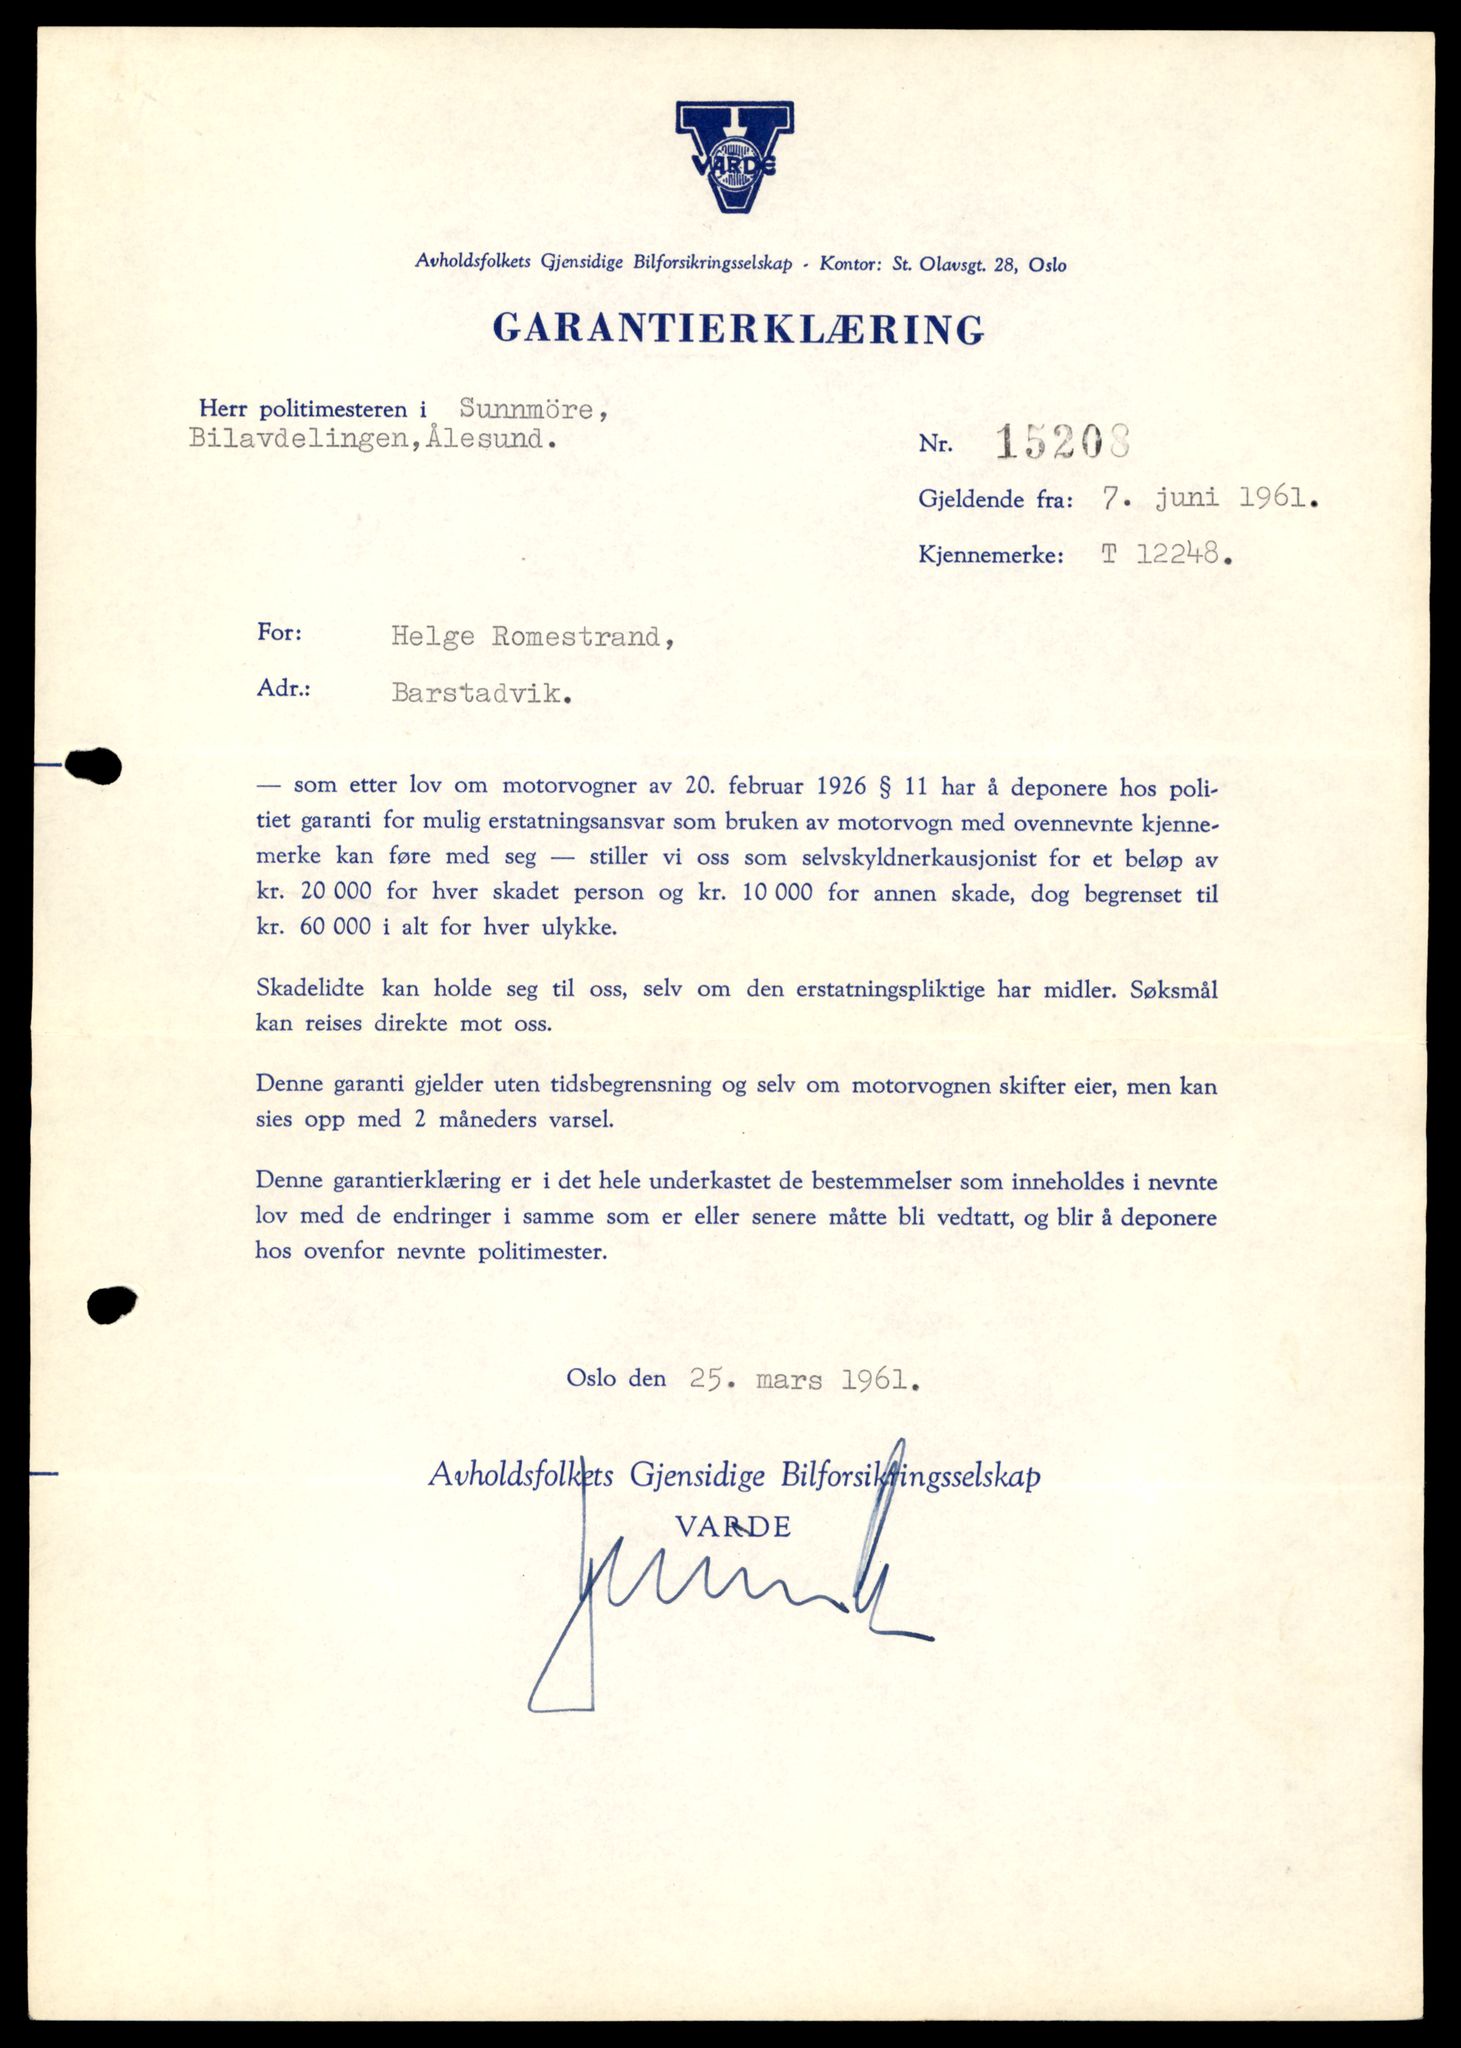 VARDE
Avholdsfolkets Gjensidige Bilforsikringsselskap - Kontor: St. Olavsgt. 28, Oslo
GARANTIERKLÆRING
Herr politimesteren i Sunnmöre,
Bilavdelingen, Ålesund.
Nr. 15208
Gjeldende fra: 7. juni 1961.
Kjennemerke: T 12248.
For: Helge Romestrand,
Adr.: Barstadvik.
— som etter lov om motorvogner av 20. februar 1926 § 11 har å deponere hos poli-
tiet garanti for mulig erstatningsansvar som bruken av motorvogn med ovennevnte kjenne-
merke kan føre med seg — stiller vi oss som selvskyldnerkausjonist for et beløp av
kr. 20 000 for hver skadet person og kr. 10 000 for annen skade, dog begrenset til
kr. 60 000 i alt for hver ulykke.
Skadelidte kan holde seg til oss, selv om den erstatningspliktige har midler. Søksmål
kan reises direkte mot oss.
Denne garanti gjelder uten tidsbegrensning og selv om motorvognen skifter eier, men kan
sies opp med 2 måneders varsel.
Denne garantierklæring er i det hele underkastet de bestemmelser som inneholdes i nevnte
lov med de endringer i samme som er eller senere måtte bli vedtatt, og blir å deponere
hos ovenfor nevnte politimester.
Oslo den 25. mars 1961.
Avholdsfolkets Gjensidige Bilforsikringsselskap
VARDE